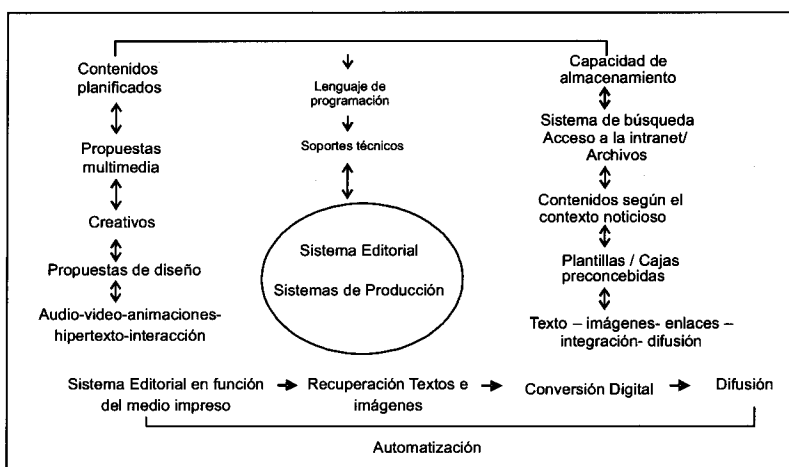 Contenidos
planificados
Propuestas
multimedia
Creativos
Propuestas de diseño
Audio-video-animaciones-
hipertexto-interacción
Lenguaje de
programación
Soportes técnicos
Sistema Editorial
Sistemas de Producción
Capacidad de
almacenamiento
Sistema de búsqueda
Acceso a la intranet/
Archivos
Contenidos según el
contexto noticioso
Plantillas / Cajas
preconcebidas
Texto – imágenes- enlaces –
integración- difusión
Sistema Editorial en función
del medio impreso
Recuperación Textos e
imágenes
Conversión Digital
Difusión
Automatización